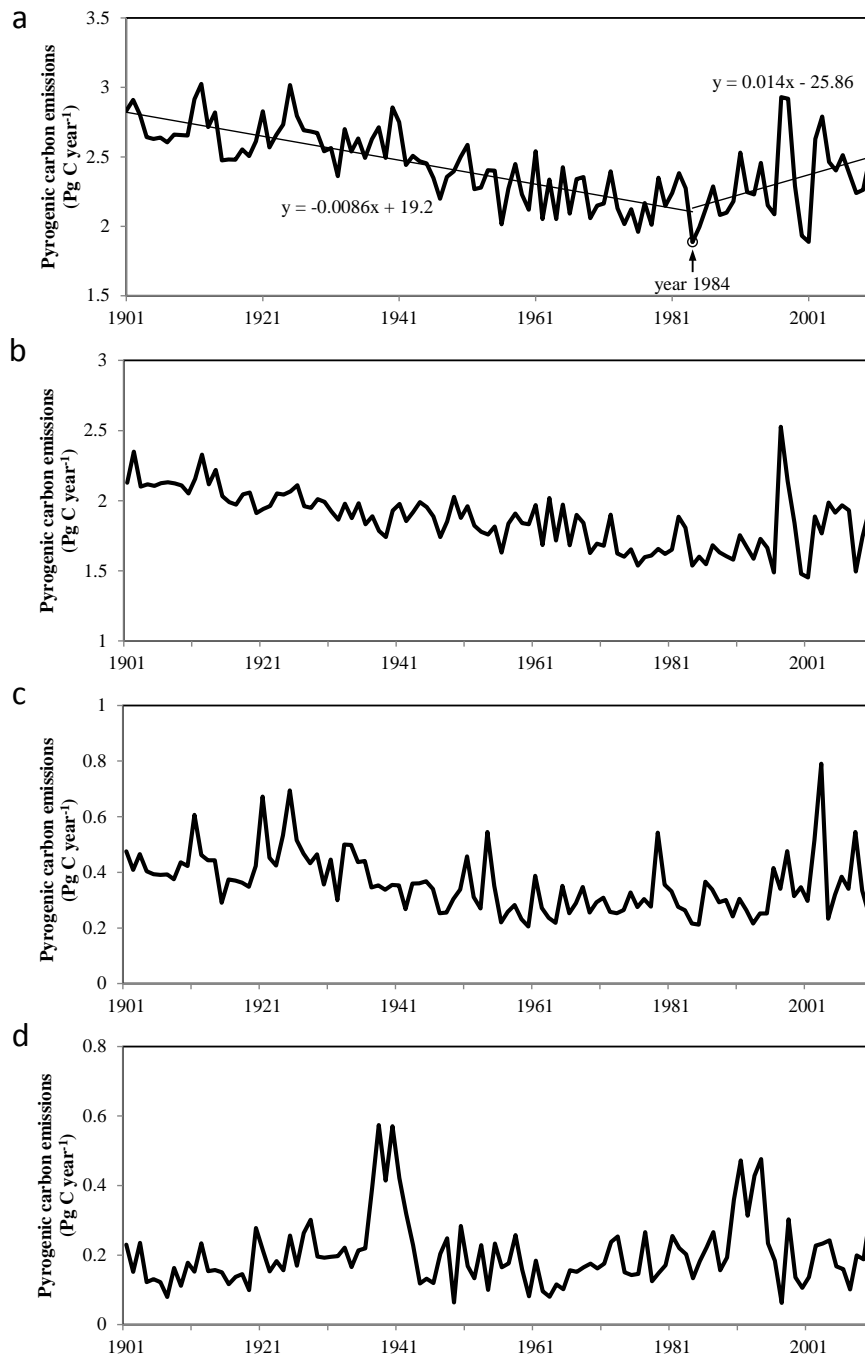 a
Pyrogenic carbon emissions
(Pg C year-1)
3.5
3
2.5
2
1.5
y = 0.014x - 25.86
y = -0.0086x + 19.2
year 1984
1901 1921 1941 1961 1981 2001
b
Pyrogenic carbon emissions
(Pg C year-1)
3
2.5
2
1.5
1
1901 1921 1941 1961 1981 2001
c
Pyrogenic carbon emissions
(Pg C year-1)
1
0.8
0.6
0.4
0.2
0
1901 1921 1941 1961 1981 2001
d
Pyrogenic carbon emissions
(Pg C year-1)
0.8
0.6
0.4
0.2
0
1901 1921 1941 1961 1981 2001